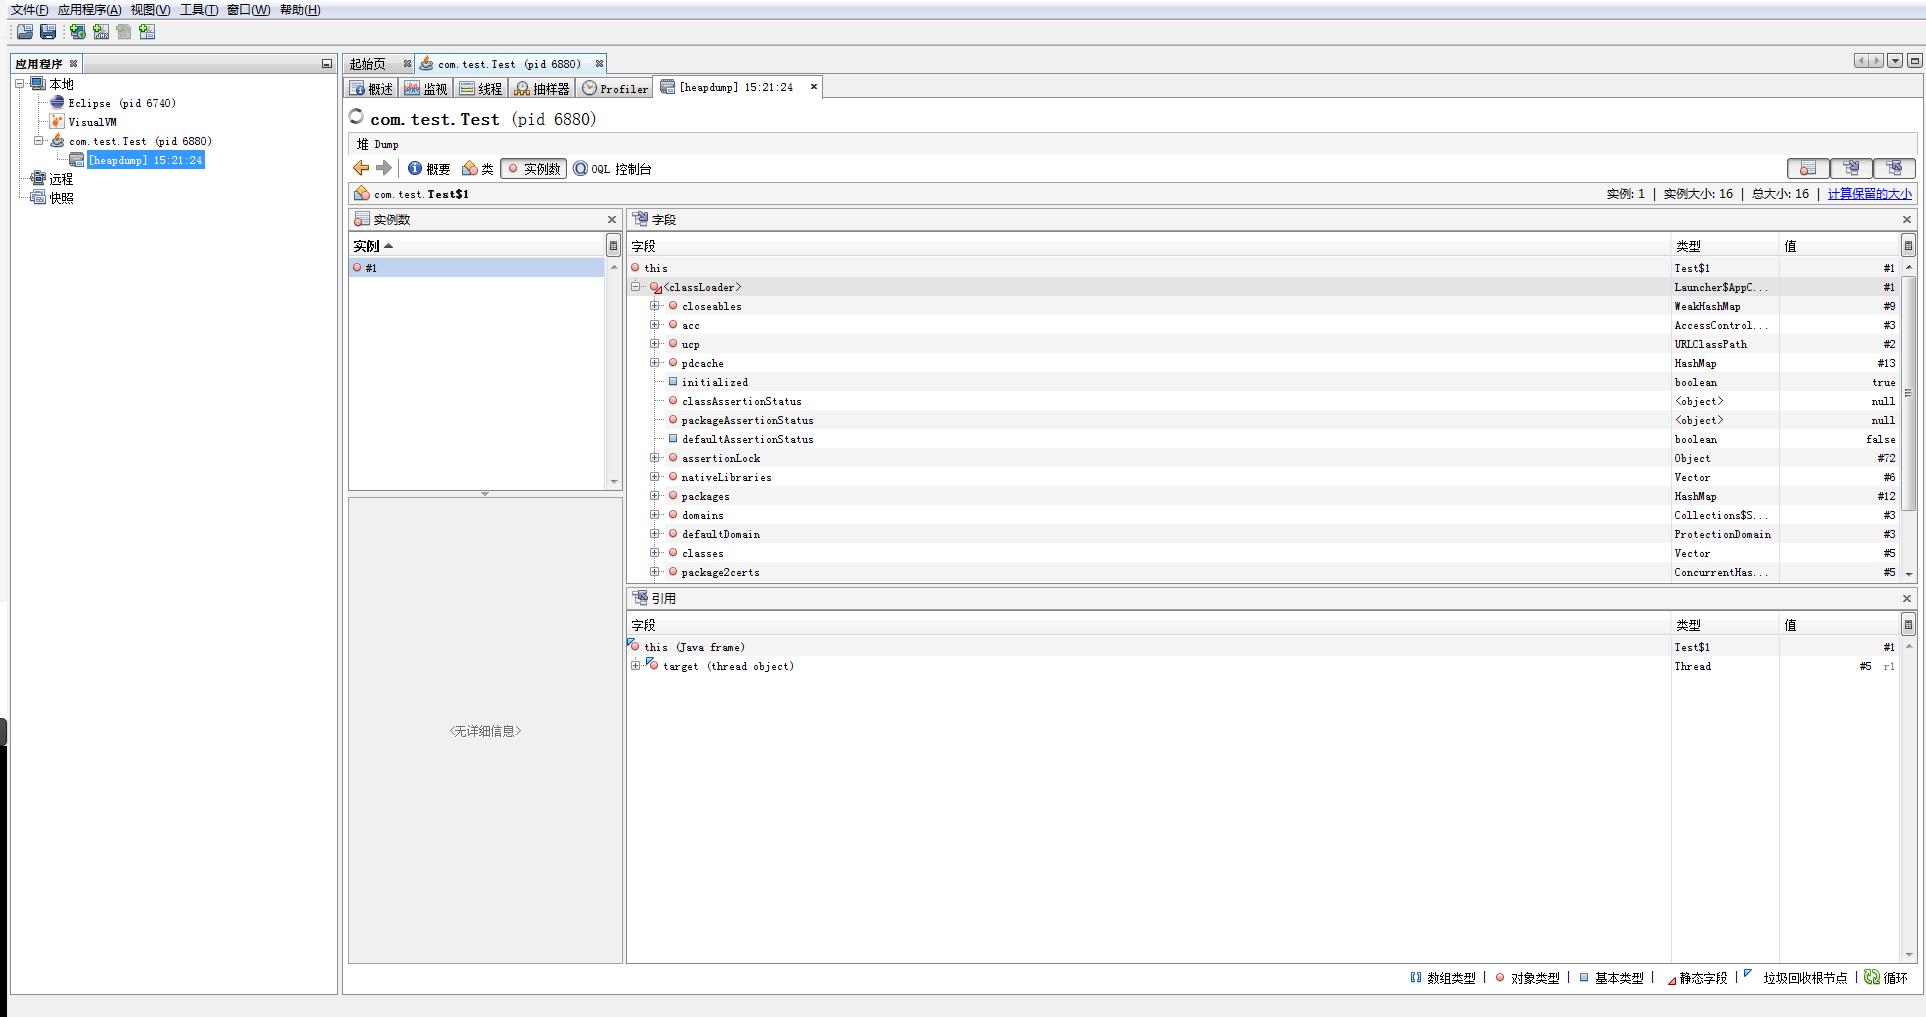 文件(F) 应用程序(A) 视图(V) 工具(T) 窗口(W) 帮助(H)
应用程序
本地
Eclipse (pid 6740)
VisualVM
com.test.Test (pid 6880)
[heapdump] 15:21:24
远程
快照
起始页 com.test.Test (pid 6880)
概述 监视 线程 抽样器 Profiler [heapdump] 15:21:24
com.test.Test (pid 6880)
堆 Dump
概要 类 实例数 OQL 控制台
com.test.Test$1 实例: 1 | 实例大小: 16 | 总大小: 16 | 计算保留的大小
实例数
实例
#1
<无详细信息>
字段
字段 类型 值
this Test$1 #1
<classLoader> Launcher$AppC... #1
closeables WeakHashMap #9
acc AccessControl... #3
ucp URLClassPath #2
pdcache HashMap #13
initialized boolean true
classAssertionStatus <object> null
packageAssertionStatus <object> null
defaultAssertionStatus boolean false
assertionLock Object #72
nativeLibraries Vector #6
packages HashMap #12
domains Collections$S... #3
defaultDomain ProtectionDomain #3
classes Vector #5
package2certs ConcurrentHas... #5
引用
字段 类型 值
this (Java frame) Test$1 #1
target (thread object) Thread #5 r1
数组类型 | 对象类型 | 基本类型 | 静态字段 | 垃圾回收根节点 | 循环